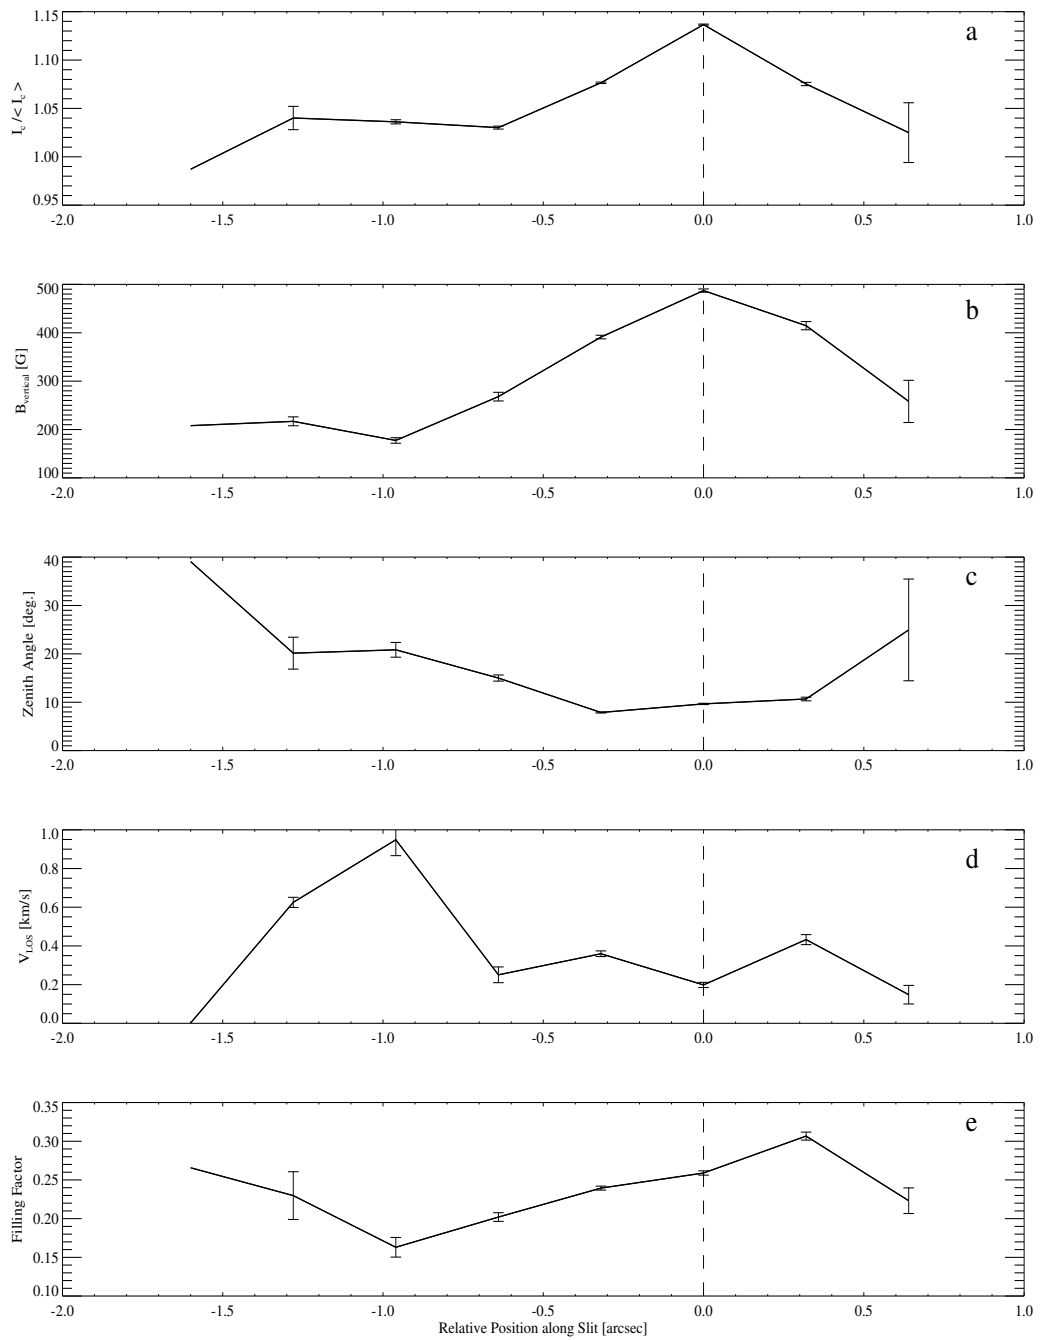 a
1.15
1.10
1.05
1.00
0.95
I_c / < I_c >
-2.0 -1.5 -1.0 -0.5 0.0 0.5 1.0
b
500
400
300
200
100
B_vertical [G]
-2.0 -1.5 -1.0 -0.5 0.0 0.5 1.0
c
40
30
20
10
0
Zenith Angle [deg.]
-2.0 -1.5 -1.0 -0.5 0.0 0.5 1.0
d
1.0
0.8
0.6
0.4
0.2
0.0
V_LOS [km/s]
-2.0 -1.5 -1.0 -0.5 0.0 0.5 1.0
e
0.35
0.30
0.25
0.20
0.15
0.10
Filling Factor
-2.0 -1.5 -1.0 -0.5 0.0 0.5 1.0
Relative Position along Slit [arcsec]